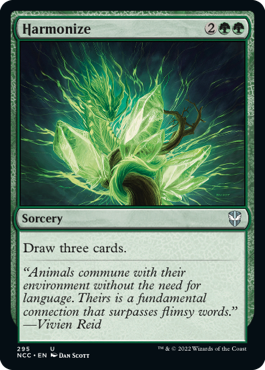 Harmonize 2
Sorcery
Draw three cards.
“Animals commune with their
environment without the need for
language. Theirs is a fundamental
connection that surpasses flimsy words.”
—Vivien Reid
295 U
NCC • EN DAN SCOTT
™ & © 2022 Wizards of the Coast